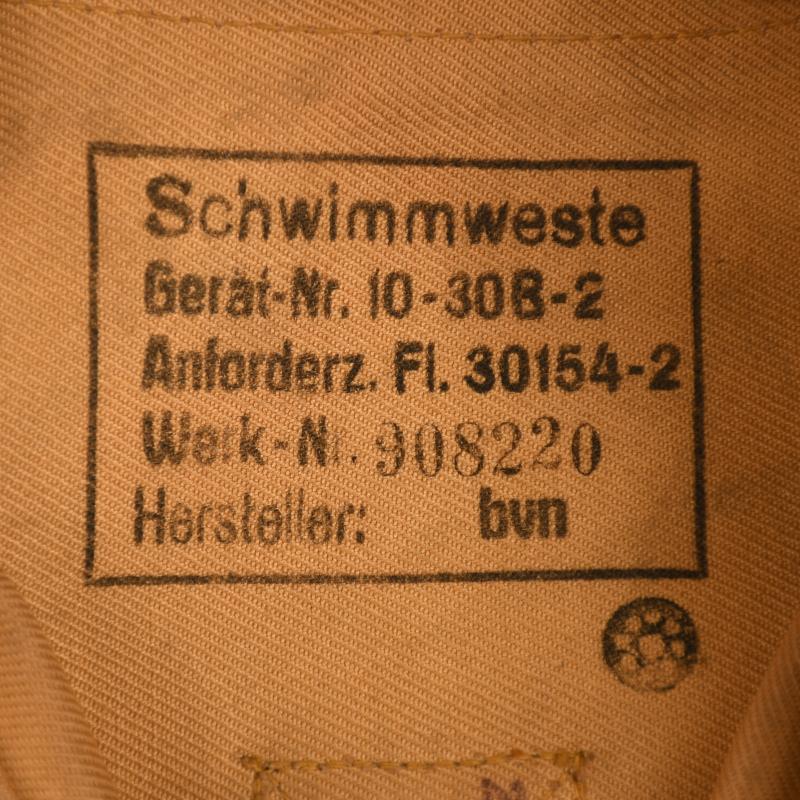 Schwimmweste
Gerät-Nr. 10-30B-2
Anforderz. Fl. 30154-2
Werk-Nr. 908220
Hersteller: bvn